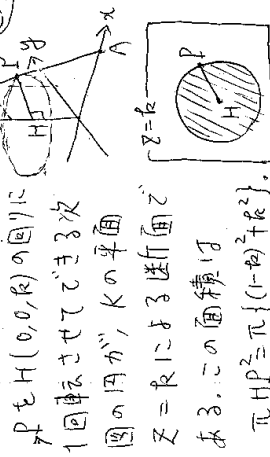 PをH(0,0,k)の回りに
1回転させてできる次
図の円が、Kの平面
z=kによる断面で
ある。この面積は
πHP²=π{(1-k)²+k²}.
P
y
H
x
A
z=k
P
H